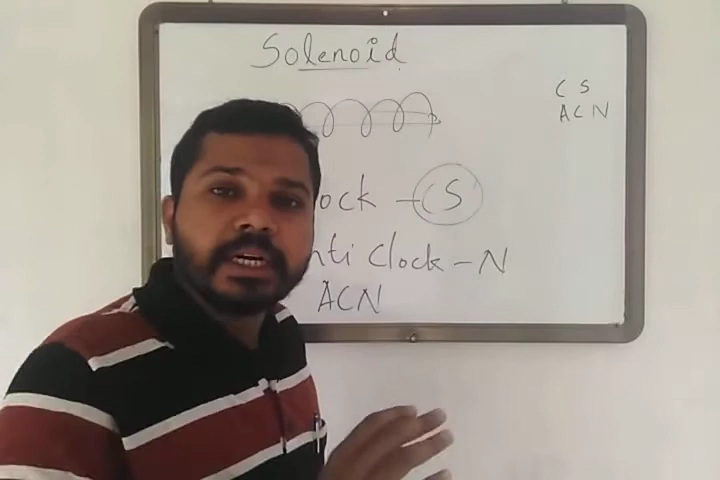 Solenoid
C S
ACN
ock - S
nti Clock - N
ACN